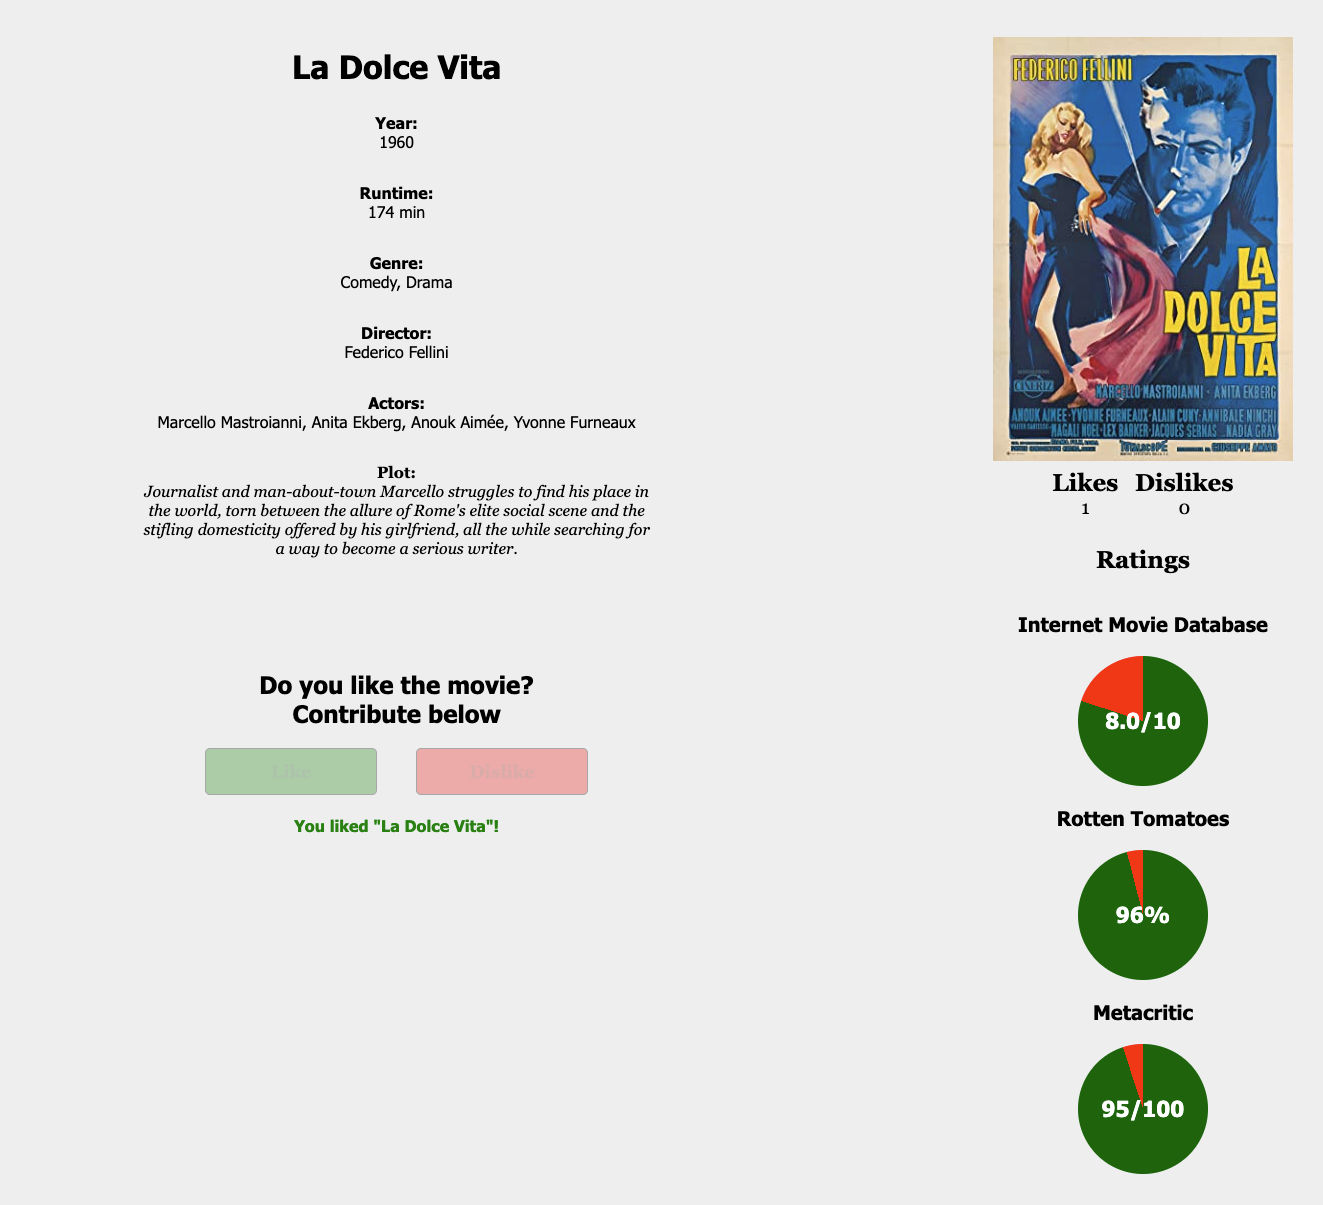 La Dolce Vita
Year:
1960
Runtime:
174 min
Genre:
Comedy, Drama
Director:
Federico Fellini
Actors:
Marcello Mastroianni, Anita Ekberg, Anouk Aimée, Yvonne Furneaux
Plot:
Journalist and man-about-town Marcello struggles to find his place in
the world, torn between the allure of Rome's elite social scene and the
stifling domesticity offered by his girlfriend, all the while searching for
a way to become a serious writer.
Do you like the movie?
Contribute below
Like Dislike
You liked "La Dolce Vita"!
FEDERICO FELLINI
LA
DOLCE
VITA
CINERIZ
MARCELLO MASTROIANNI · ANITA EKBERG
ANOUK AIMEE · YVONNE FURNEAUX · ALAIN CUNY · ANNIBALE NINCHI
MAGALI NOEL · LEX BARKER · JACQUES SERNAS NADIA GRAY
TOTALSCOPE GIUSEPPE AMATO
Likes Dislikes
1 0
Ratings
Internet Movie Database
8.0/10
Rotten Tomatoes
96%
Metacritic
95/100